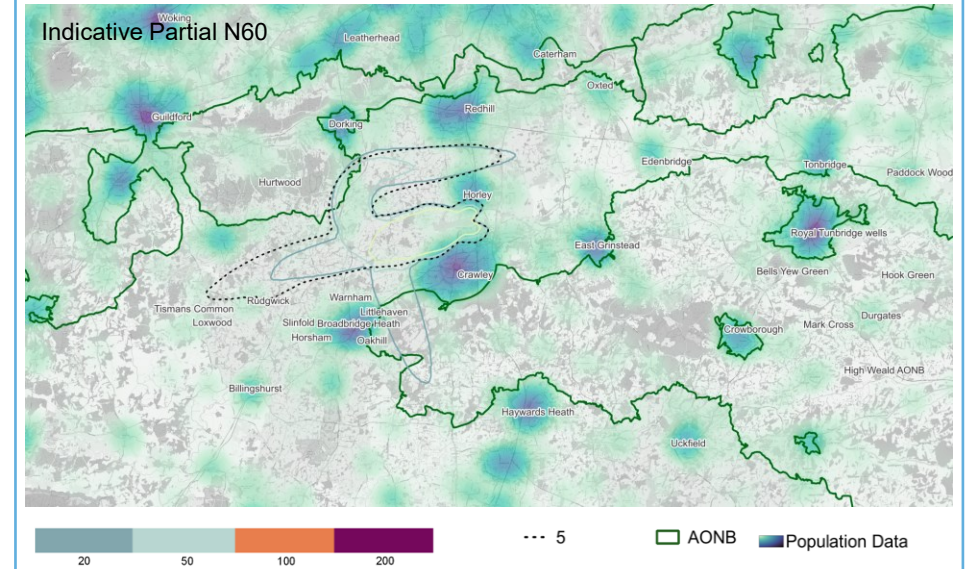 Indicative Partial N60
Woking
Leatherhead
Caterham
Oxted
Guildford
Redhill
Dorking
Edenbridge
Tonbridge
Paddock Wood
Hurtwood
Horley
Royal Tunbridge wells
East Grinstead
Crawley
Bells Yew Green
Hook Green
Rudgwick
Warnham
Tismans Common
Littlehaven
Loxwood
Slinfold
Broadbridge Heath
Durgates
Mark Cross
Crowborough
Horsham
Oakhill
High Weald AONB
Billingshurst
Haywards Heath
Uckfield
5
AONB
Population Data
20
50
100
200